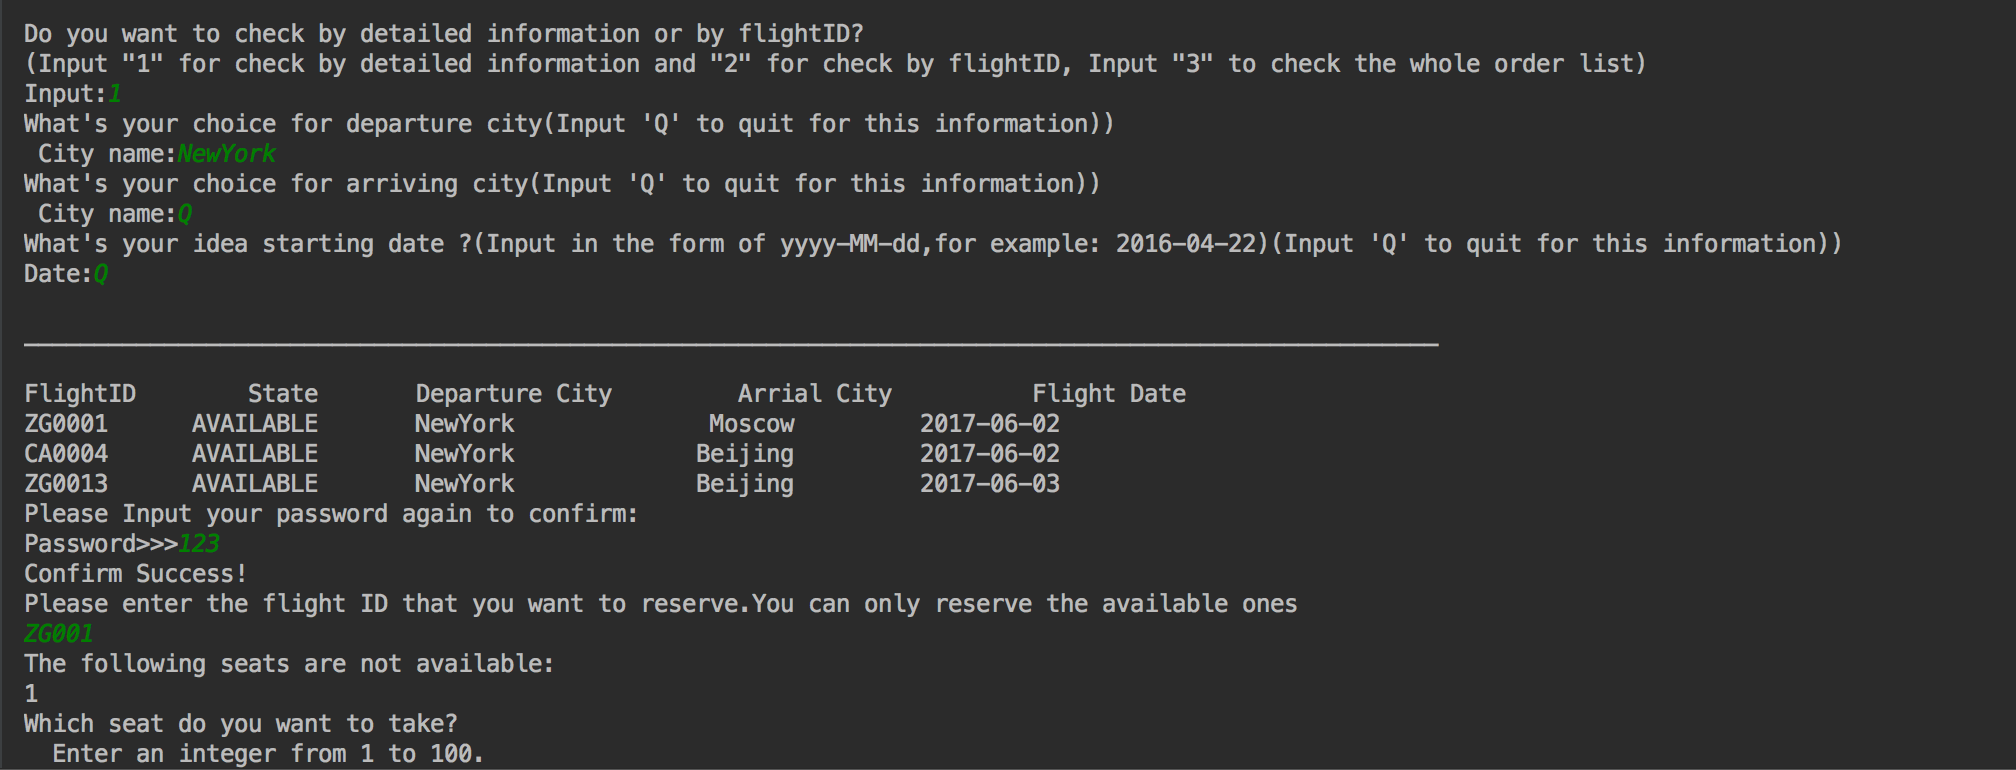 Do you want to check by detailed information or by flightID?
(Input "1" for check by detailed information and "2" for check by flightID, Input "3" to check the whole order list)
Input:1
What's your choice for departure city(Input 'Q' to quit for this information))
City name:NewYork
What's your choice for arriving city(Input 'Q' to quit for this information))
City name:Q
What's your idea starting date ?(Input in the form of yyyy-MM-dd,for example: 2016-04-22)(Input 'Q' to quit for this information))
Date:Q
FlightID State Departure City Arrial City Flight Date
ZG0001 AVAILABLE NewYork Moscow 2017-06-02
CA0004 AVAILABLE NewYork Beijing 2017-06-02
ZG0013 AVAILABLE NewYork Beijing 2017-06-03
Please Input your password again to confirm:
Password>>>123
Confirm Success!
Please enter the flight ID that you want to reserve.You can only reserve the available ones
ZG001
The following seats are not available:
1
Which seat do you want to take?
Enter an integer from 1 to 100.